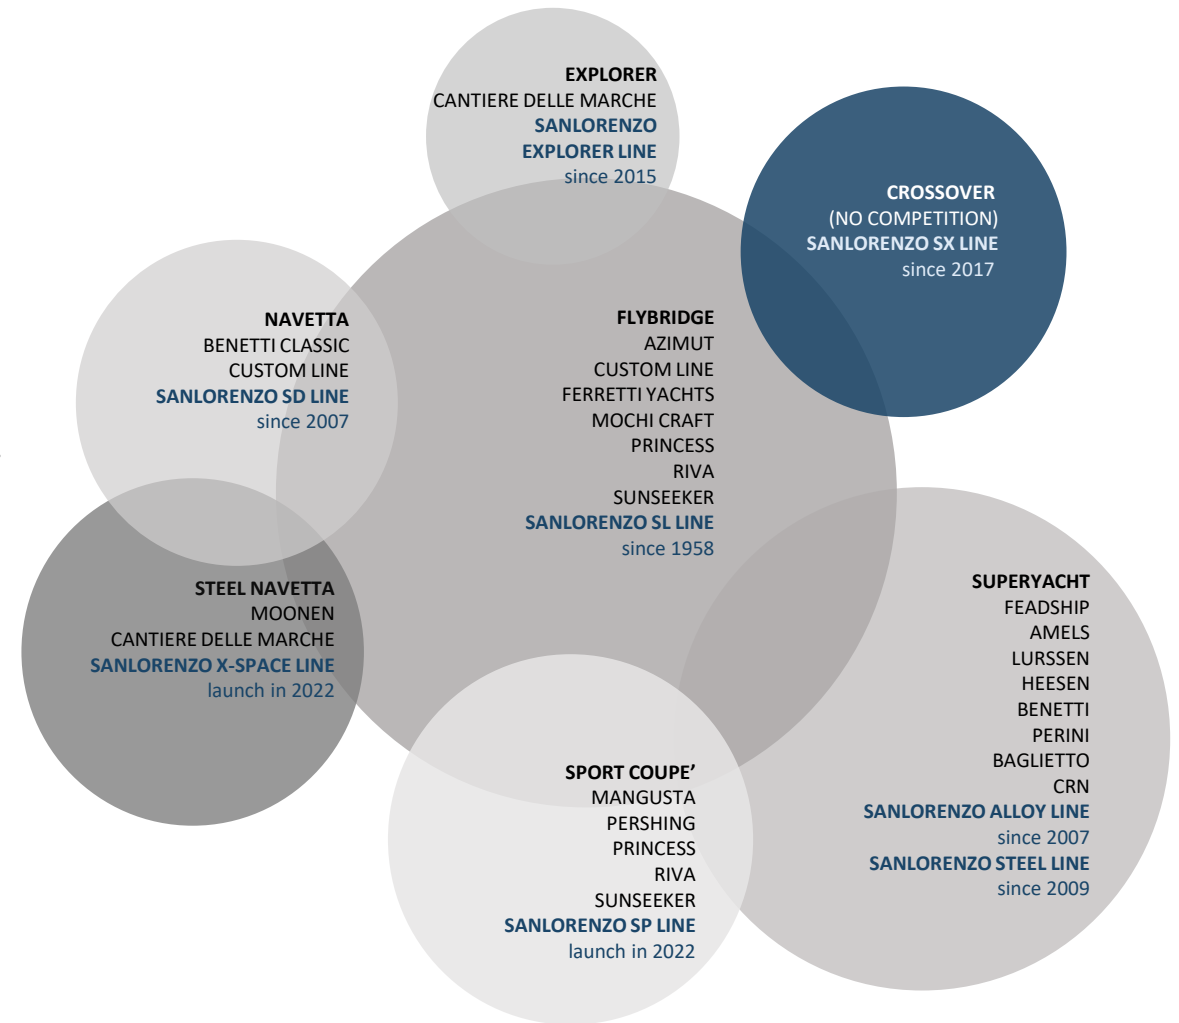 EXPLORER
CANTIERE DELLE MARCHE
SANLORENZO
EXPLORER LINE
since 2015
CROSSOVER
(NO COMPETITION)
SANLORENZO SX LINE
since 2017
NAVETTA
BENETTI CLASSIC
CUSTOM LINE
SANLORENZO SD LINE
since 2007
FLYBRIDGE
AZIMUT
CUSTOM LINE
FERRETTI YACHTS
MOCHI CRAFT
PRINCESS
RIVA
SUNSEEKER
SANLORENZO SL LINE
since 1958
STEEL NAVETTA
MOONEN
CANTIERE DELLE MARCHE
SANLORENZO X-SPACE LINE
launch in 2022
SUPERYACHT
FEADSHIP
AMELS
LURSSEN
HEESEN
BENETTI
PERINI
BAGLIETTO
CRN
SANLORENZO ALLOY LINE
since 2007
SANLORENZO STEEL LINE
since 2009
SPORT COUPE’
MANGUSTA
PERSHING
PRINCESS
RIVA
SUNSEEKER
SANLORENZO SP LINE
launch in 2022